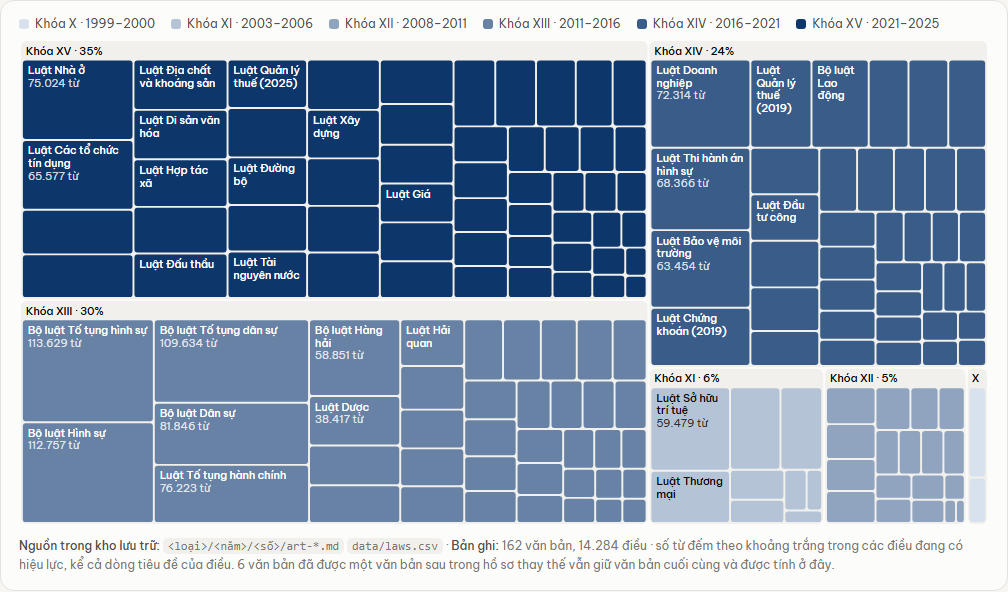 Khóa X · 1999–2000 Khóa XI · 2003–2006 Khóa XII · 2008–2011 Khóa XIII · 2011–2016 Khóa XIV · 2016–2021 Khóa XV · 2021–2025
Khóa XV · 35%
Luật Nhà ở
75.024 từ
Luật Các tổ chức
tín dụng
65.577 từ
Luật Địa chất
và khoáng sản
Luật Di sản văn
hóa
Luật Hợp tác
xã
Luật Đấu thầu
Luật Quản lý
thuế (2025)
Luật Đường
bộ
Luật Tài
nguyên nước
Luật Xây
dựng
Luật Giá
Khóa XIV · 24%
Luật Doanh
nghiệp
72.314 từ
Luật Thi hành án
hình sự
68.366 từ
Luật Bảo vệ môi
trường
63.454 từ
Luật Chứng
khoán (2019)
Luật
Quản lý
thuế
(2019)
Luật Đầu
tư công
Bộ luật
Lao
động
Khóa XIII · 30%
Bộ luật Tố tụng hình sự
113.629 từ
Bộ luật Hình sự
112.757 từ
Bộ luật Tố tụng dân sự
109.634 từ
Bộ luật Dân sự
81.846 từ
Luật Tố tụng hành chính
76.223 từ
Bộ luật Hàng
hải
58.851 từ
Luật Dược
38.417 từ
Luật Hải
quan
Khóa XI · 6%
Luật Sở hữu
trí tuệ
59.479 từ
Luật Thương
mại
Khóa XII · 5%
X
Nguồn trong kho lưu trữ: <loại>/<năm>/<số>/art-*.md data/laws.csv · Bản ghi: 162 văn bản, 14.284 điều · số từ đếm theo khoảng trắng trong các điều đang có
hiệu lực, kể cả dòng tiêu đề của điều. 6 văn bản đã được một văn bản sau trong hồ sơ thay thế vẫn giữ văn bản cuối cùng và được tính ở đây.